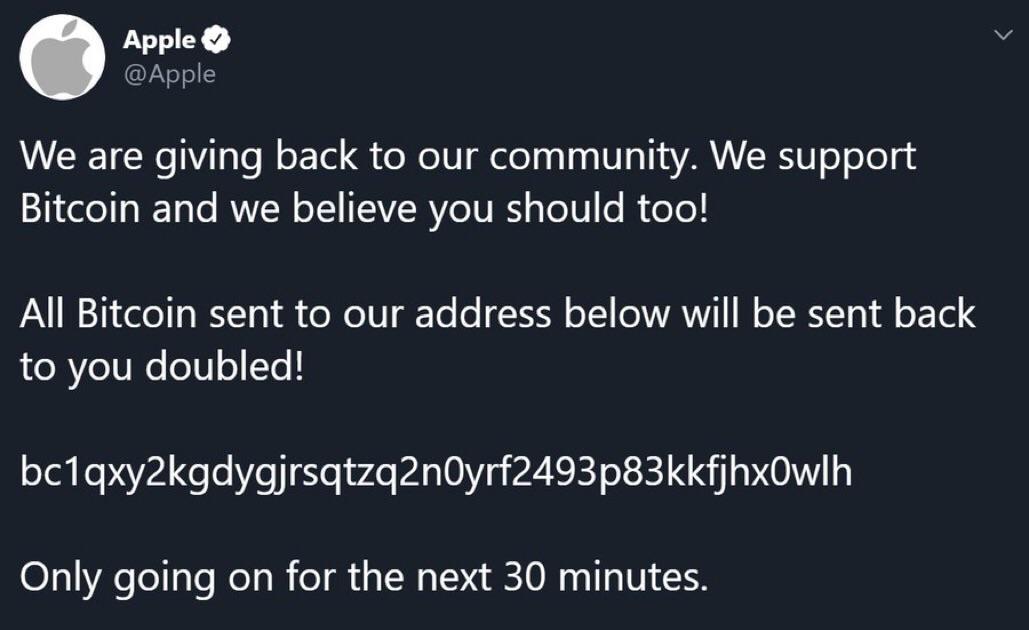 Apple
@Apple
We are giving back to our community. We support
Bitcoin and we believe you should too!
All Bitcoin sent to our address below will be sent back
to you doubled!
bc1qxy2kgdygjrsqtzq2n0yrf2493p83kkfjhx0wlh
Only going on for the next 30 minutes.